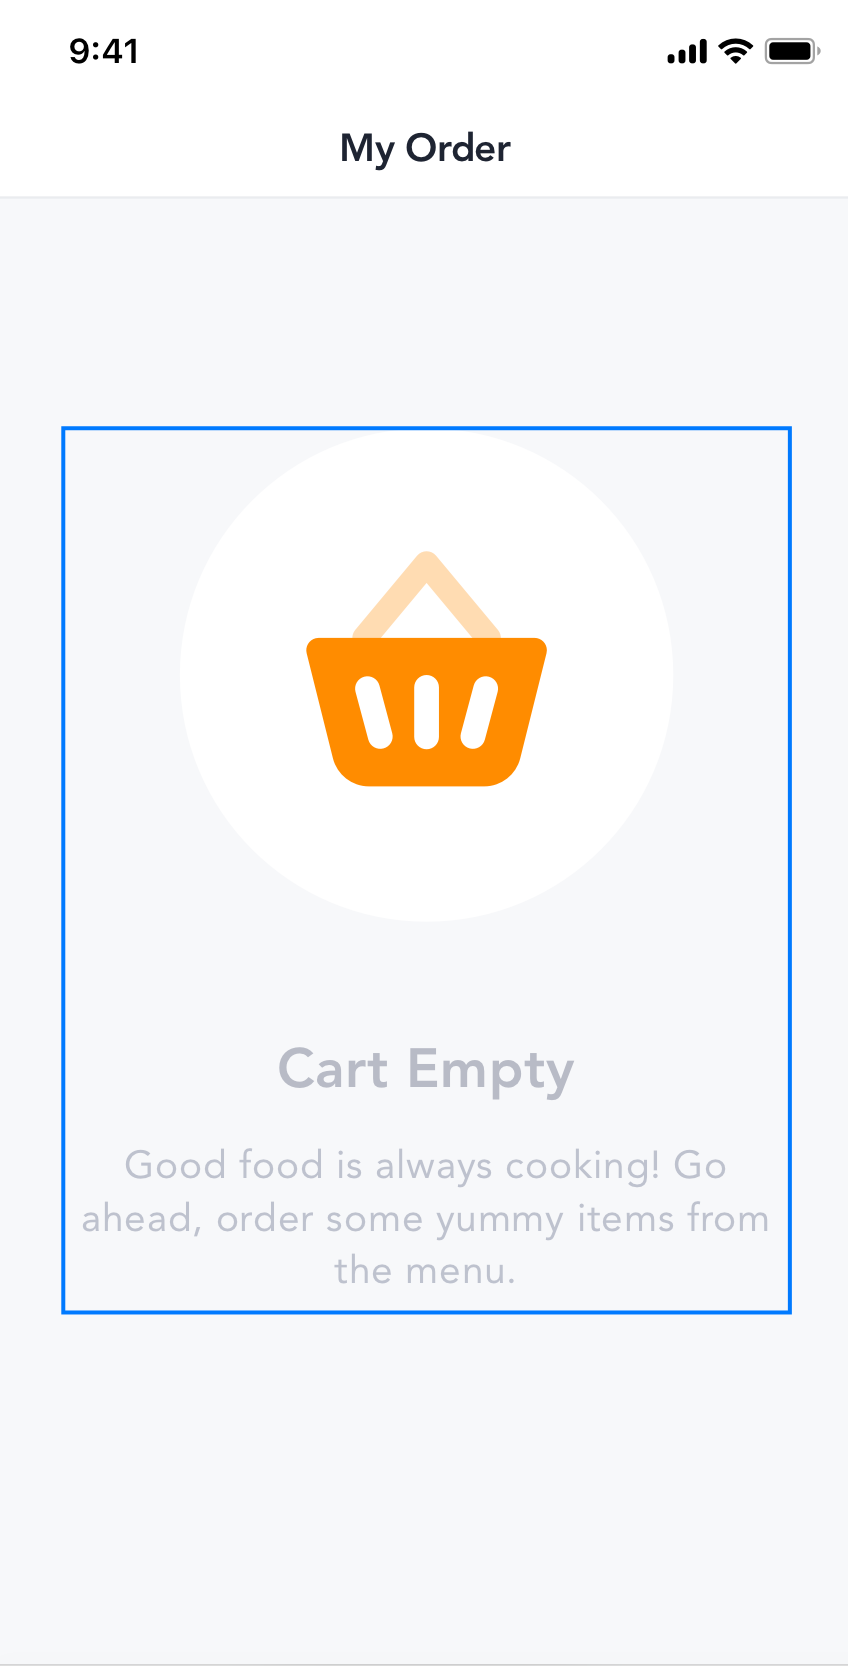 9:41
My Order
Cart Empty
Good food is always cooking! Go
ahead, order some yummy items from
the menu.